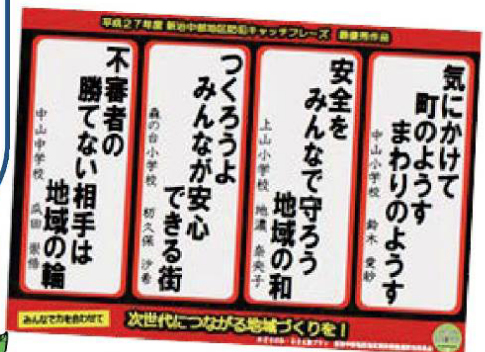 平成27年度 新治中部地区防犯キャッチフレーズ 最優秀作品
気にかけて
町のようす
まわりのようす
中山小学校 鈴木 愛紗
安全を
みんなで守ろう
地域の和
上山小学校 地濃 奈央子
つくろうよ
みんなが安心
できる街
森の台小学校 初久保 沙希
不審者の
勝てない相手は
地域の輪
中山中学校 成田 崇悟
みんなで力を合わせて
次世代につながる地域づくりを!